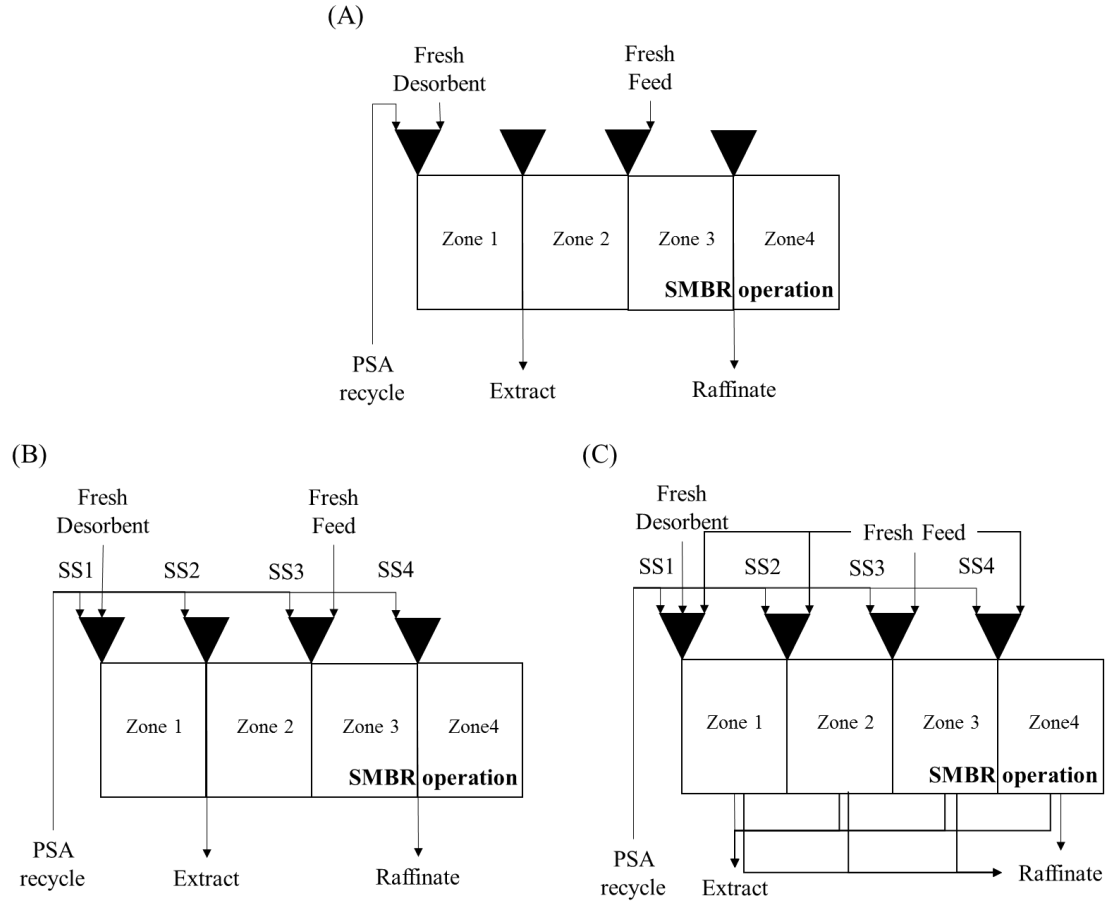 (A)
Fresh
Desorbent
Fresh
Feed
Zone 1
Zone 2
Zone 3
Zone4
SMBR operation
PSA
recycle
Extract
Raffinate
(B)
Fresh
Desorbent
Fresh
Feed
SS1
SS2
SS3
SS4
Zone 1
Zone 2
Zone 3
Zone4
SMBR operation
PSA
recycle
Extract
Raffinate
(C)
Fresh
Desorbent
Fresh Feed
SS1
SS2
SS3
SS4
Zone 1
Zone 2
Zone 3
Zone4
SMBR operation
PSA
recycle
Extract
Raffinate